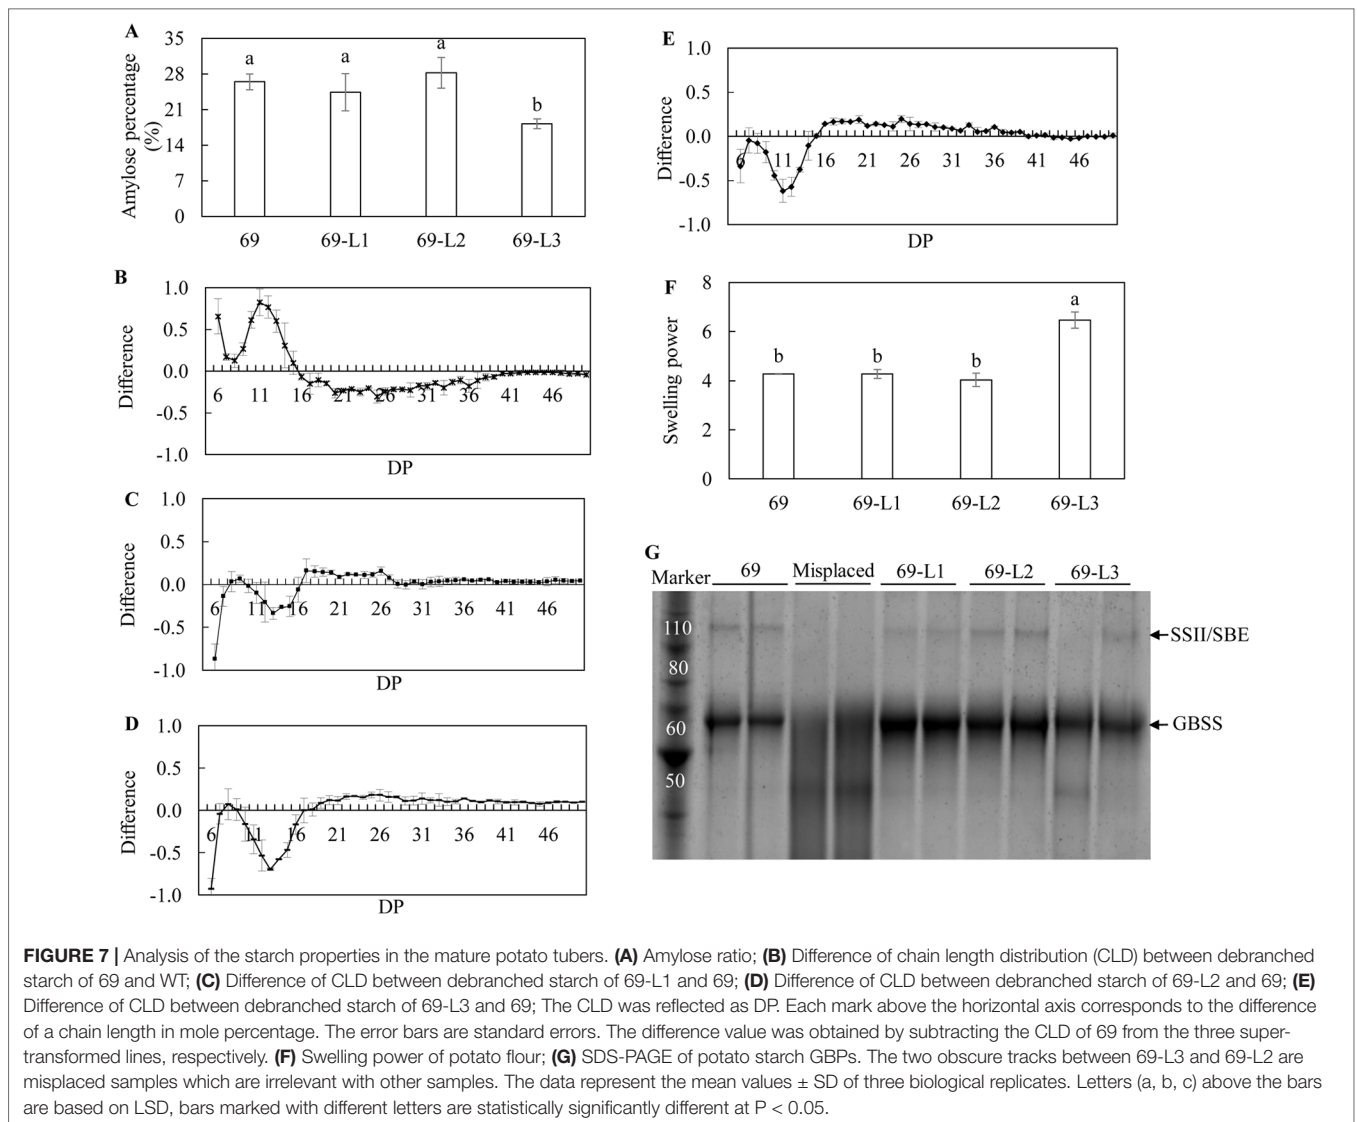 A
35
28
21
14
7
0
Amylose percentage
(%)
a
a
a
b
69
69-L1
69-L2
69-L3
B
1.0
0.5
0.0
-0.5
-1.0
Difference
6 11 16 21 26 31 36 41 46
DP
C
1.0
0.5
0.0
-0.5
-1.0
Difference
6 11 16 21 26 31 36 41 46
DP
D
1.0
0.5
0.0
-0.5
-1.0
Difference
6 11 16 21 26 31 36 41 46
DP
E
1.0
0.5
0.0
-0.5
-1.0
Difference
6 11 16 21 26 31 36 41 46
DP
F
8
6
4
2
0
Swelling power
b
b
b
a
69
69-L1
69-L2
69-L3
G
Marker 69 Misplaced 69-L1 69-L2 69-L3
110
80
60
50
SSII/SBE
GBSS
FIGURE 7 | Analysis of the starch properties in the mature potato tubers. (A) Amylose ratio; (B) Difference of chain length distribution (CLD) between debranched
starch of 69 and WT; (C) Difference of CLD between debranched starch of 69-L1 and 69; (D) Difference of CLD between debranched starch of 69-L2 and 69; (E)
Difference of CLD between debranched starch of 69-L3 and 69; The CLD was reflected as DP. Each mark above the horizontal axis corresponds to the difference
of a chain length in mole percentage. The error bars are standard errors. The difference value was obtained by subtracting the CLD of 69 from the three super-
transformed lines, respectively. (F) Swelling power of potato flour; (G) SDS-PAGE of potato starch GBPs. The two obscure tracks between 69-L3 and 69-L2 are
misplaced samples which are irrelevant with other samples. The data represent the mean values ± SD of three biological replicates. Letters (a, b, c) above the bars
are based on LSD, bars marked with different letters are statistically significantly different at P < 0.05.